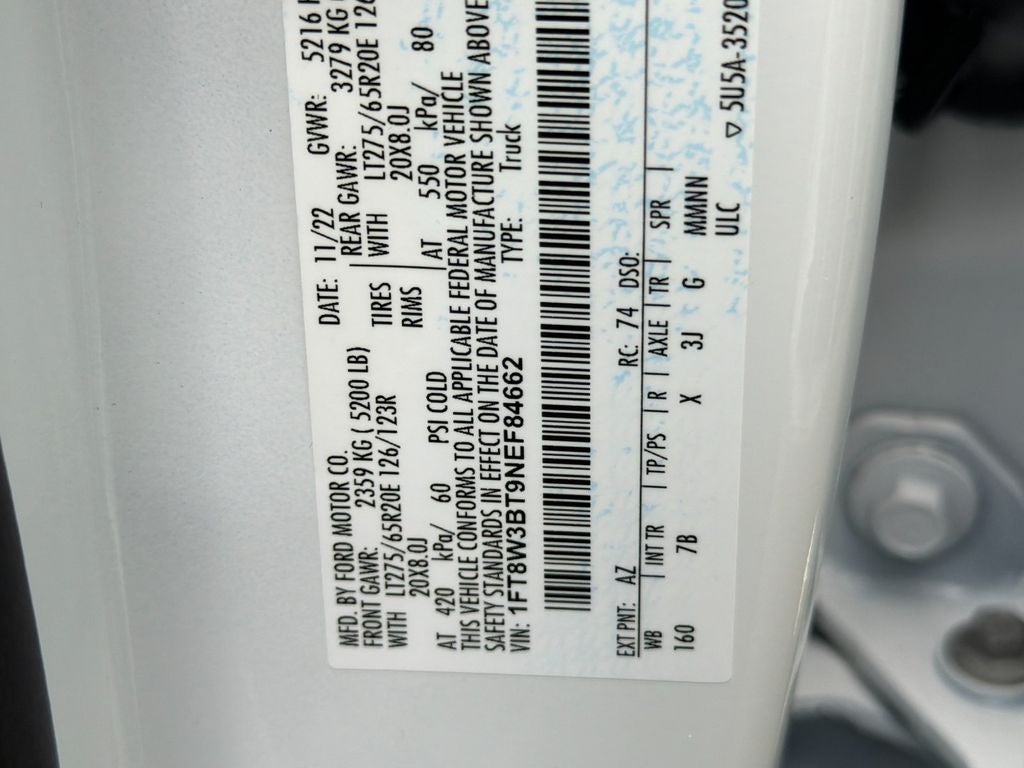 MFD. BY FORD MOTOR CO. DATE: 11/22 GVWR: 5216
FRONT GAWR: 2359 KG ( 5200 LB) REAR GAWR: 3279 KG
WITH LT275/65R20E 126/123R TIRES WITH LT275/65R20E 126
20X8.0J RIMS 20X8.0J
AT 420 kPa/ 60 PSI COLD AT 550 kPa/ 80
THIS VEHICLE CONFORMS TO ALL APPLICABLE FEDERAL MOTOR VEHICLE
SAFETY STANDARDS IN EFFECT ON THE DATE OF MANUFACTURE SHOWN ABOVE
VIN: 1FT8W3BT9NEF84662 TYPE: Truck
EXT PNT: AZ RC: 74 DSO:
WB | INT TR | TP/PS | R | AXLE | TR | SPR |
160 7B X 3J G MMNN
ULC ▽ 5U5A-3520